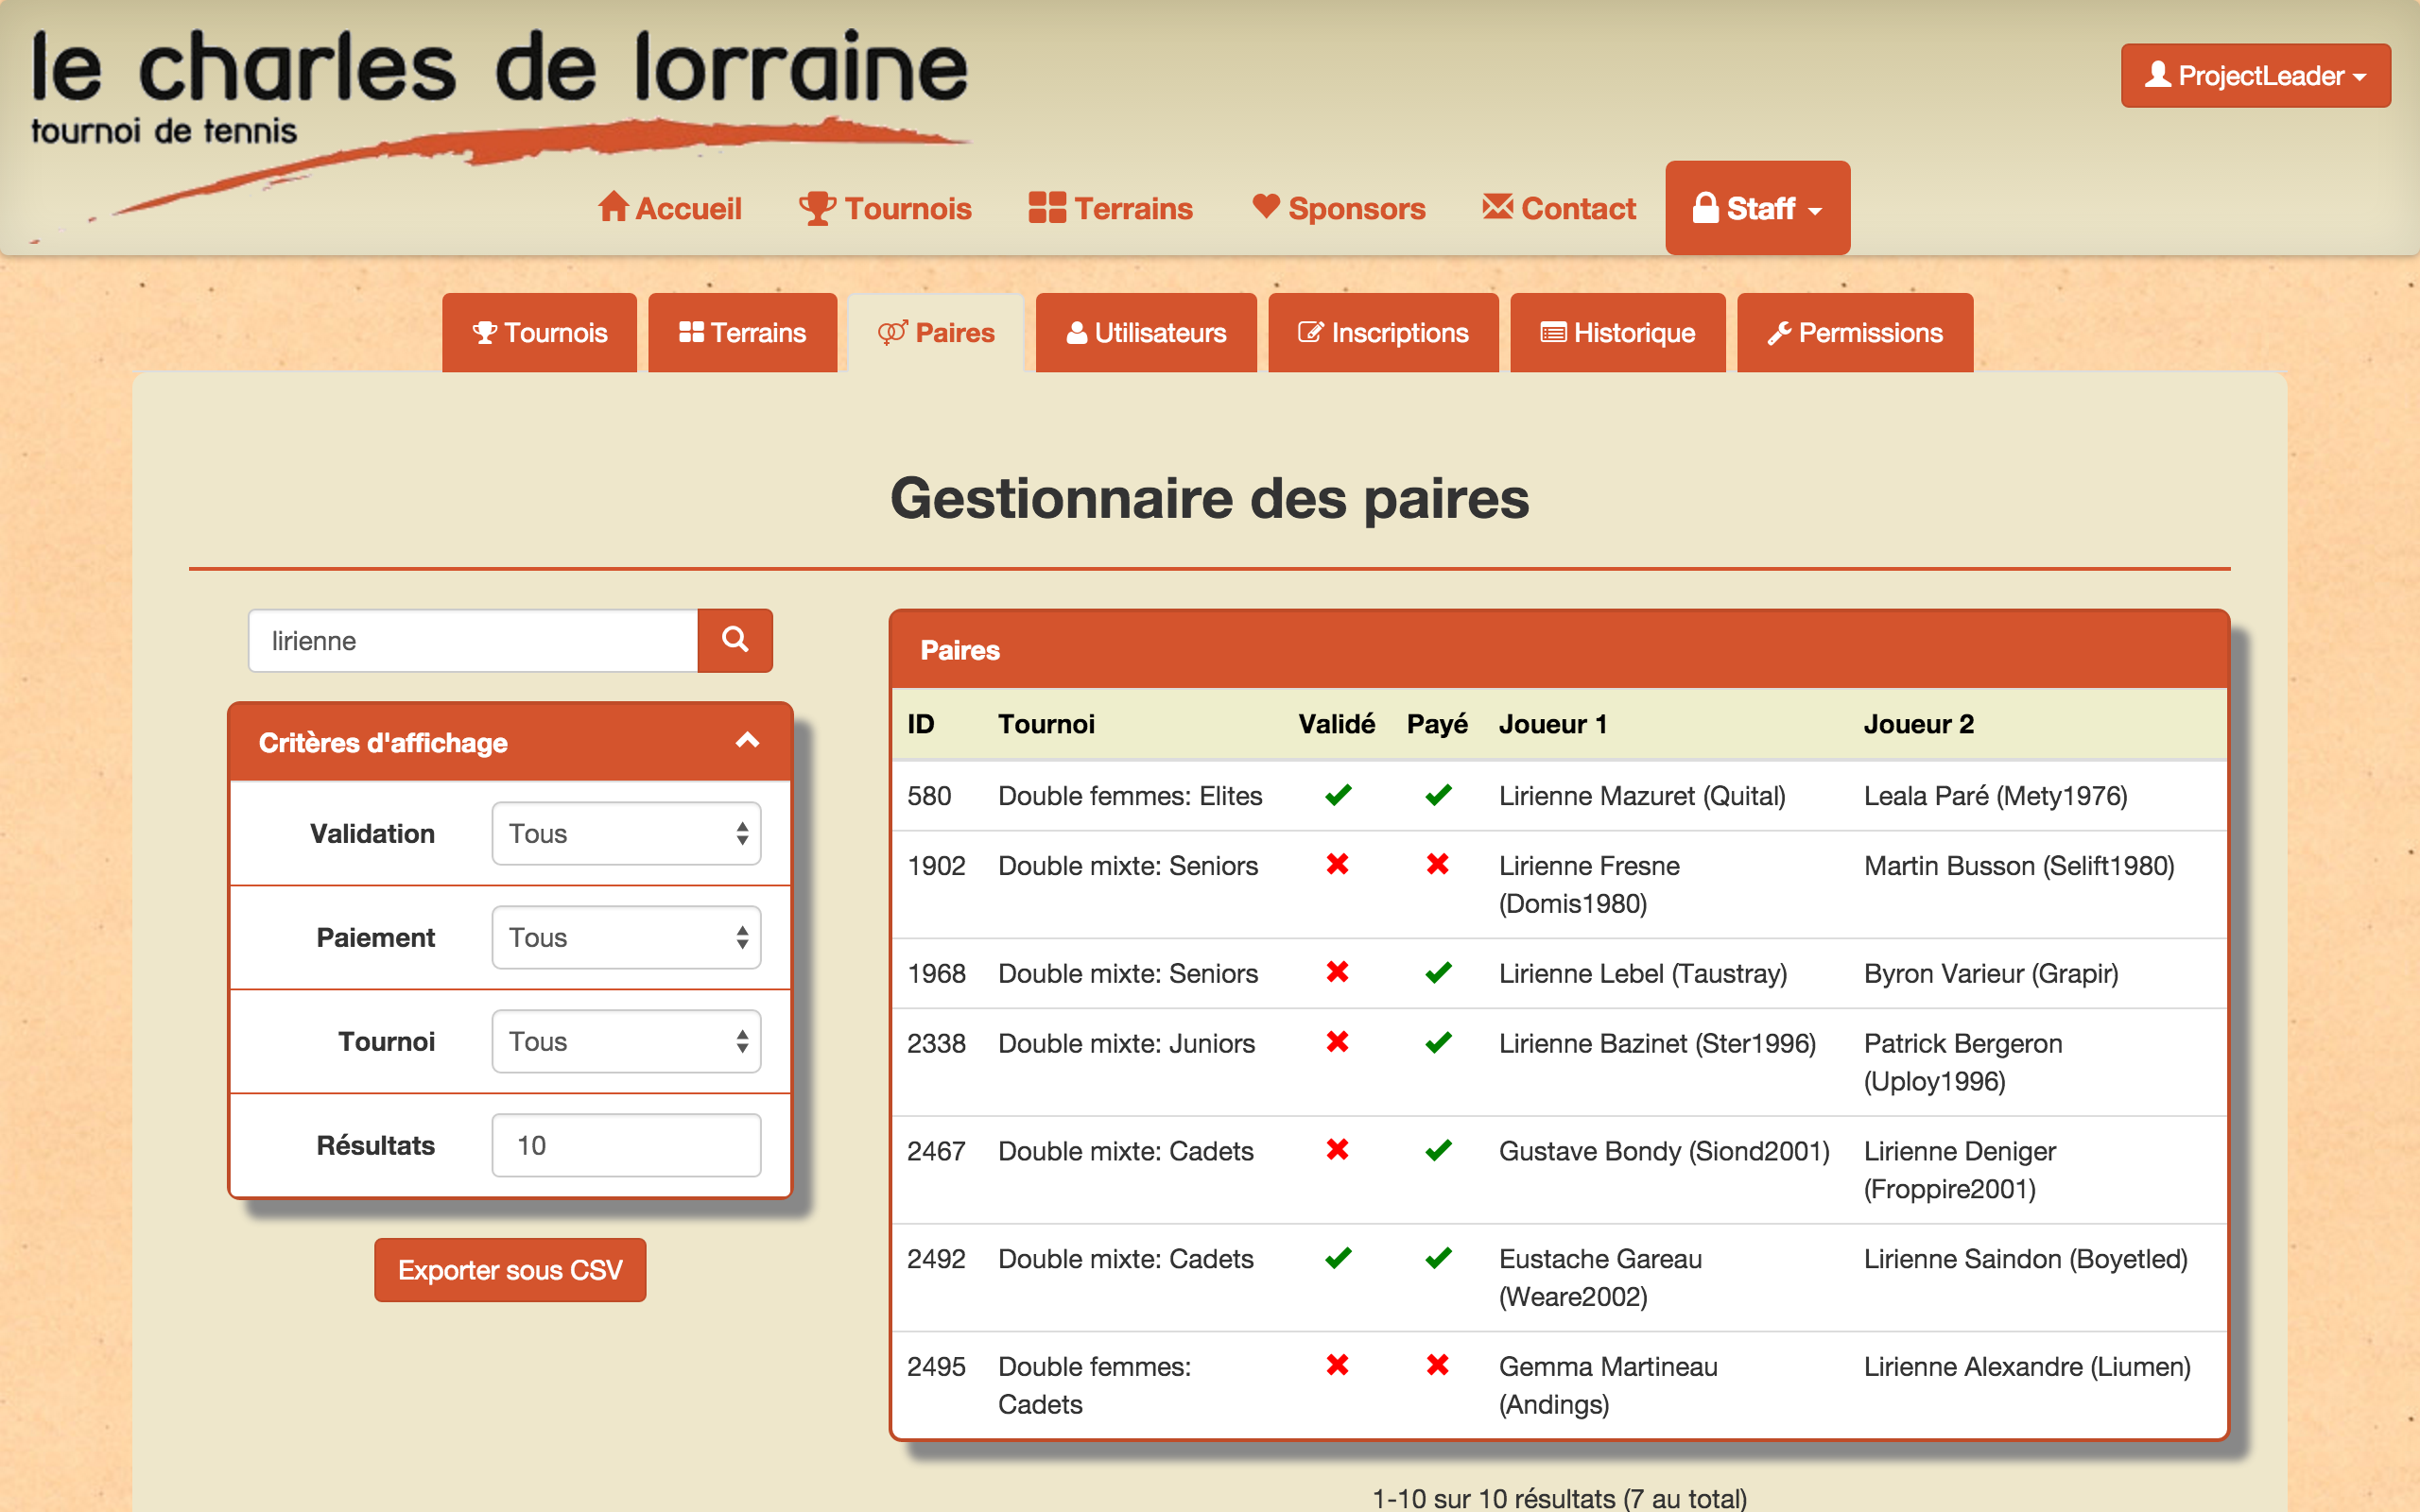 le charles de lorraine
tournoi de tennis
ProjectLeader
Accueil Tournois Terrains Sponsors Contact Staff
Tournois Terrains Paires Utilisateurs Inscriptions Historique Permissions
Gestionnaire des paires
lirienne
Critères d'affichage
Validation Tous
Paiement Tous
Tournoi Tous
Résultats 10
Exporter sous CSV
Paires
ID Tournoi Validé Payé Joueur 1 Joueur 2
580 Double femmes: Elites Lirienne Mazuret (Quital) Leala Paré (Mety1976)
1902 Double mixte: Seniors Lirienne Fresne Martin Busson (Selift1980)
(Domis1980)
1968 Double mixte: Seniors Lirienne Lebel (Taustray) Byron Varieur (Grapir)
2338 Double mixte: Juniors Lirienne Bazinet (Ster1996) Patrick Bergeron
(Uploy1996)
2467 Double mixte: Cadets Gustave Bondy (Siond2001) Lirienne Deniger
(Froppire2001)
2492 Double mixte: Cadets Eustache Gareau Lirienne Saindon (Boyetled)
(Weare2002)
2495 Double femmes: Gemma Martineau Lirienne Alexandre (Liumen)
Cadets (Andings)
1-10 sur 10 résultats (7 au total)